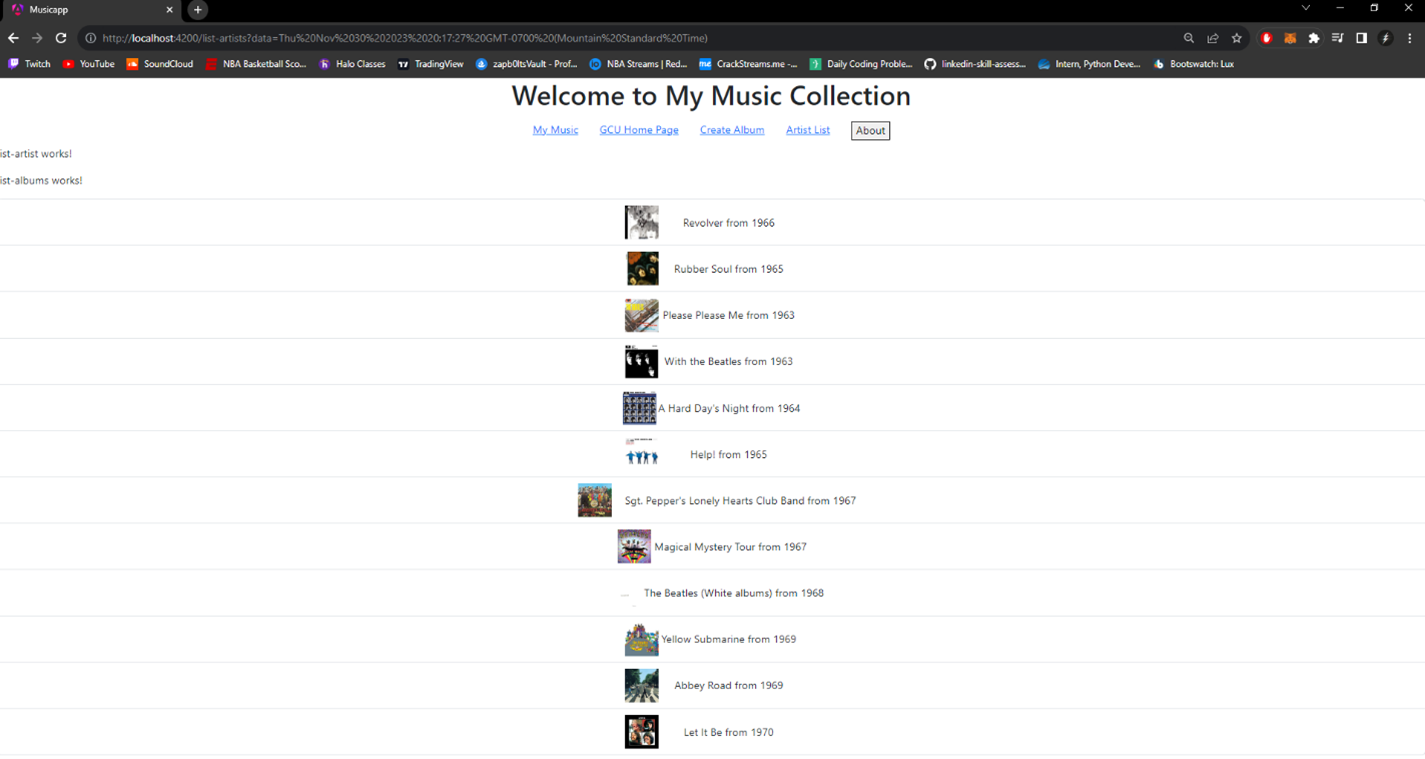 Musicapp
http://localhost:4200/list-artists?data=Thu%20Nov%2030%202023%2020:17:27%20GMT-0700%20(Mountain%20Standard%20Time)
Twitch YouTube SoundCloud NBA Basketball Sco... Halo Classes TradingView zapb0ltsVault - Prof... NBA Streams | Red... CrackStreams.me -... Daily Coding Proble... linkedin-skill-assess... Intern, Python Deve... Bootswatch: Lux
Welcome to My Music Collection
My Music GCU Home Page Create Album Artist List About
ist-artist works!
ist-albums works!
Revolver from 1966
Rubber Soul from 1965
Please Please Me from 1963
With the Beatles from 1963
A Hard Day's Night from 1964
Help! from 1965
Sgt. Pepper's Lonely Hearts Club Band from 1967
Magical Mystery Tour from 1967
The Beatles (White albums) from 1968
Yellow Submarine from 1969
Abbey Road from 1969
Let It Be from 1970